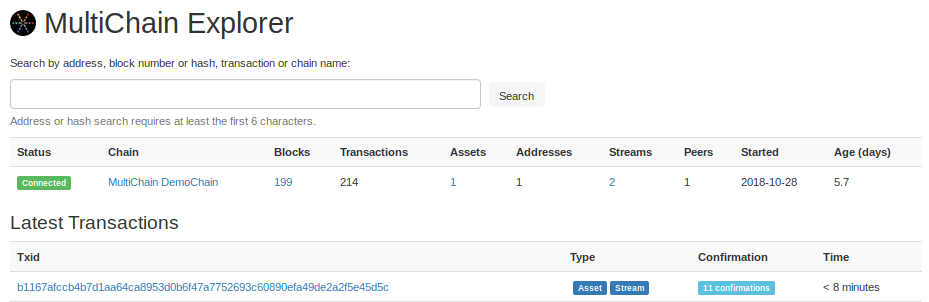 MultiChain Explorer
Search by address, block number or hash, transaction or chain name:
Search
Address or hash search requires at least the first 6 characters.
Status Chain Blocks Transactions Assets Addresses Streams Peers Started Age (days)
Connected MultiChain DemoChain 199 214 1 1 2 1 2018-10-28 5.7
Latest Transactions
Txid Type Confirmation Time
b1167afccb4b7d1aa64ca8953d0b6f47a7752693c60890efa49de2a2f5e45d5c Asset Stream 11 confirmations < 8 minutes